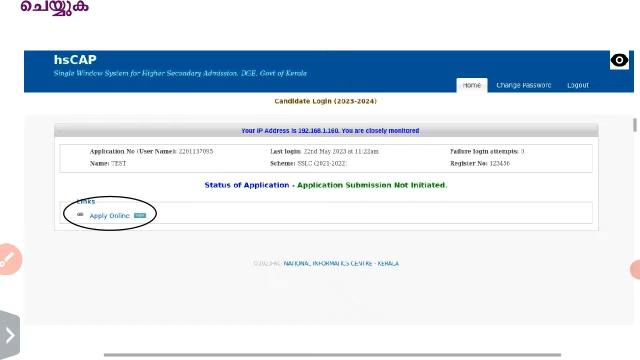 ചെയ്യുക
hsCAP
Single Window System for Higher Secondary Admission, DGE, Govt of Kerala
Home Change Password Logout
Candidate Login (2023-2024)
Your IP Address is 192.168.1.160. You are closely monitored
Application No (User Name): 2201137095 Last login: 22nd May 2023 at 11:22am Failure login attempts: 0
Name: TEST Scheme: SSLC (2021-2022) Register No: 123456
Status of Application - Application Submission Not Initiated.
Links
Apply Online
NATIONAL INFORMATICS CENTRE - KERALA